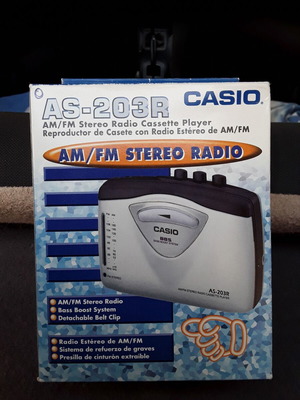 AS-203R CASIO
AM/FM Stereo Radio Cassette Player
Reproductor de Casete con Radio Estéreo de AM/FM
AM/FM STEREO RADIO
CASIO
BBS
AS-203R
• AM/FM Stereo Radio
• Bass Boost System
• Detachable Belt Clip
• Radio Estéreo de AM/FM
• Sistema de refuerzo de graves
• Presilla de cinturón extraible